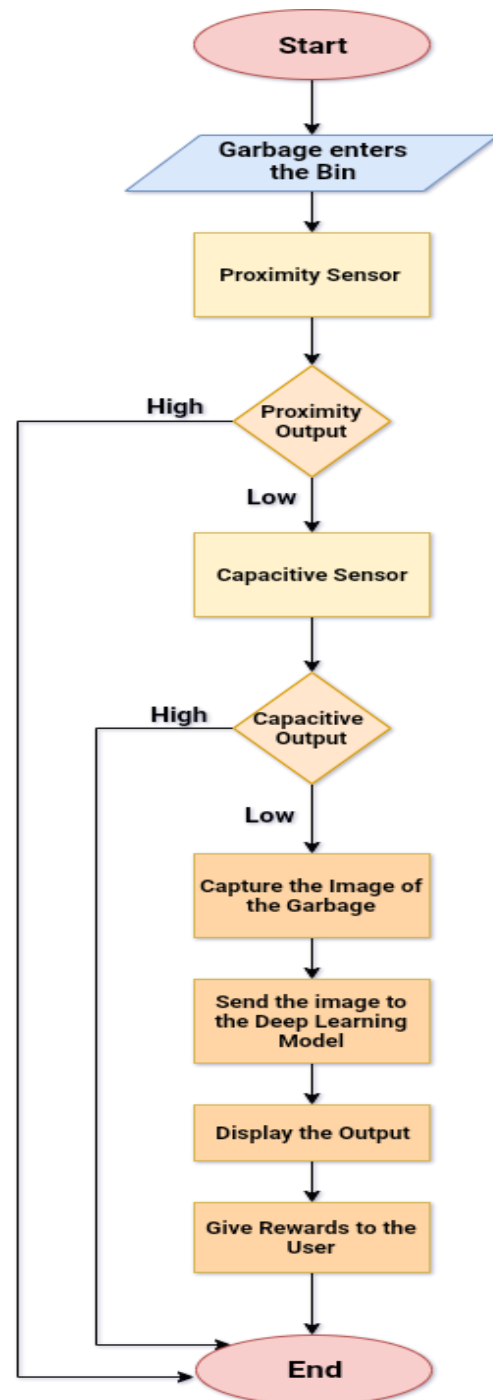 Start
Garbage enters
the Bin
Proximity Sensor
High
Proximity
Output
Low
Capacitive Sensor
High
Capacitive
Output
Low
Capture the Image of
the Garbage
Send the image to
the Deep Learning
Model
Display the Output
Give Rewards to the
User
End